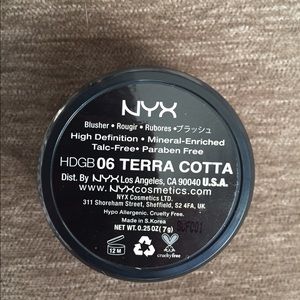 NYX
Blusher • Rougir • Rubores • ブラッシュ
High Definition • Mineral-Enriched
Talc-Free • Paraben Free
HDGB 06 TERRA COTTA
Dist. By NYX Los Angeles, CA 90040 U.S.A.
www.NYXcosmetics.com
NYX Cosmetics LTD.
311 Shoreham Street, Sheffield, S2 4FA, UK
Hypo Allergenic. Cruelty Free.
Made in S.Korea
NET WT. 0.25 OZ( 7g )
12 M
crueltyfree